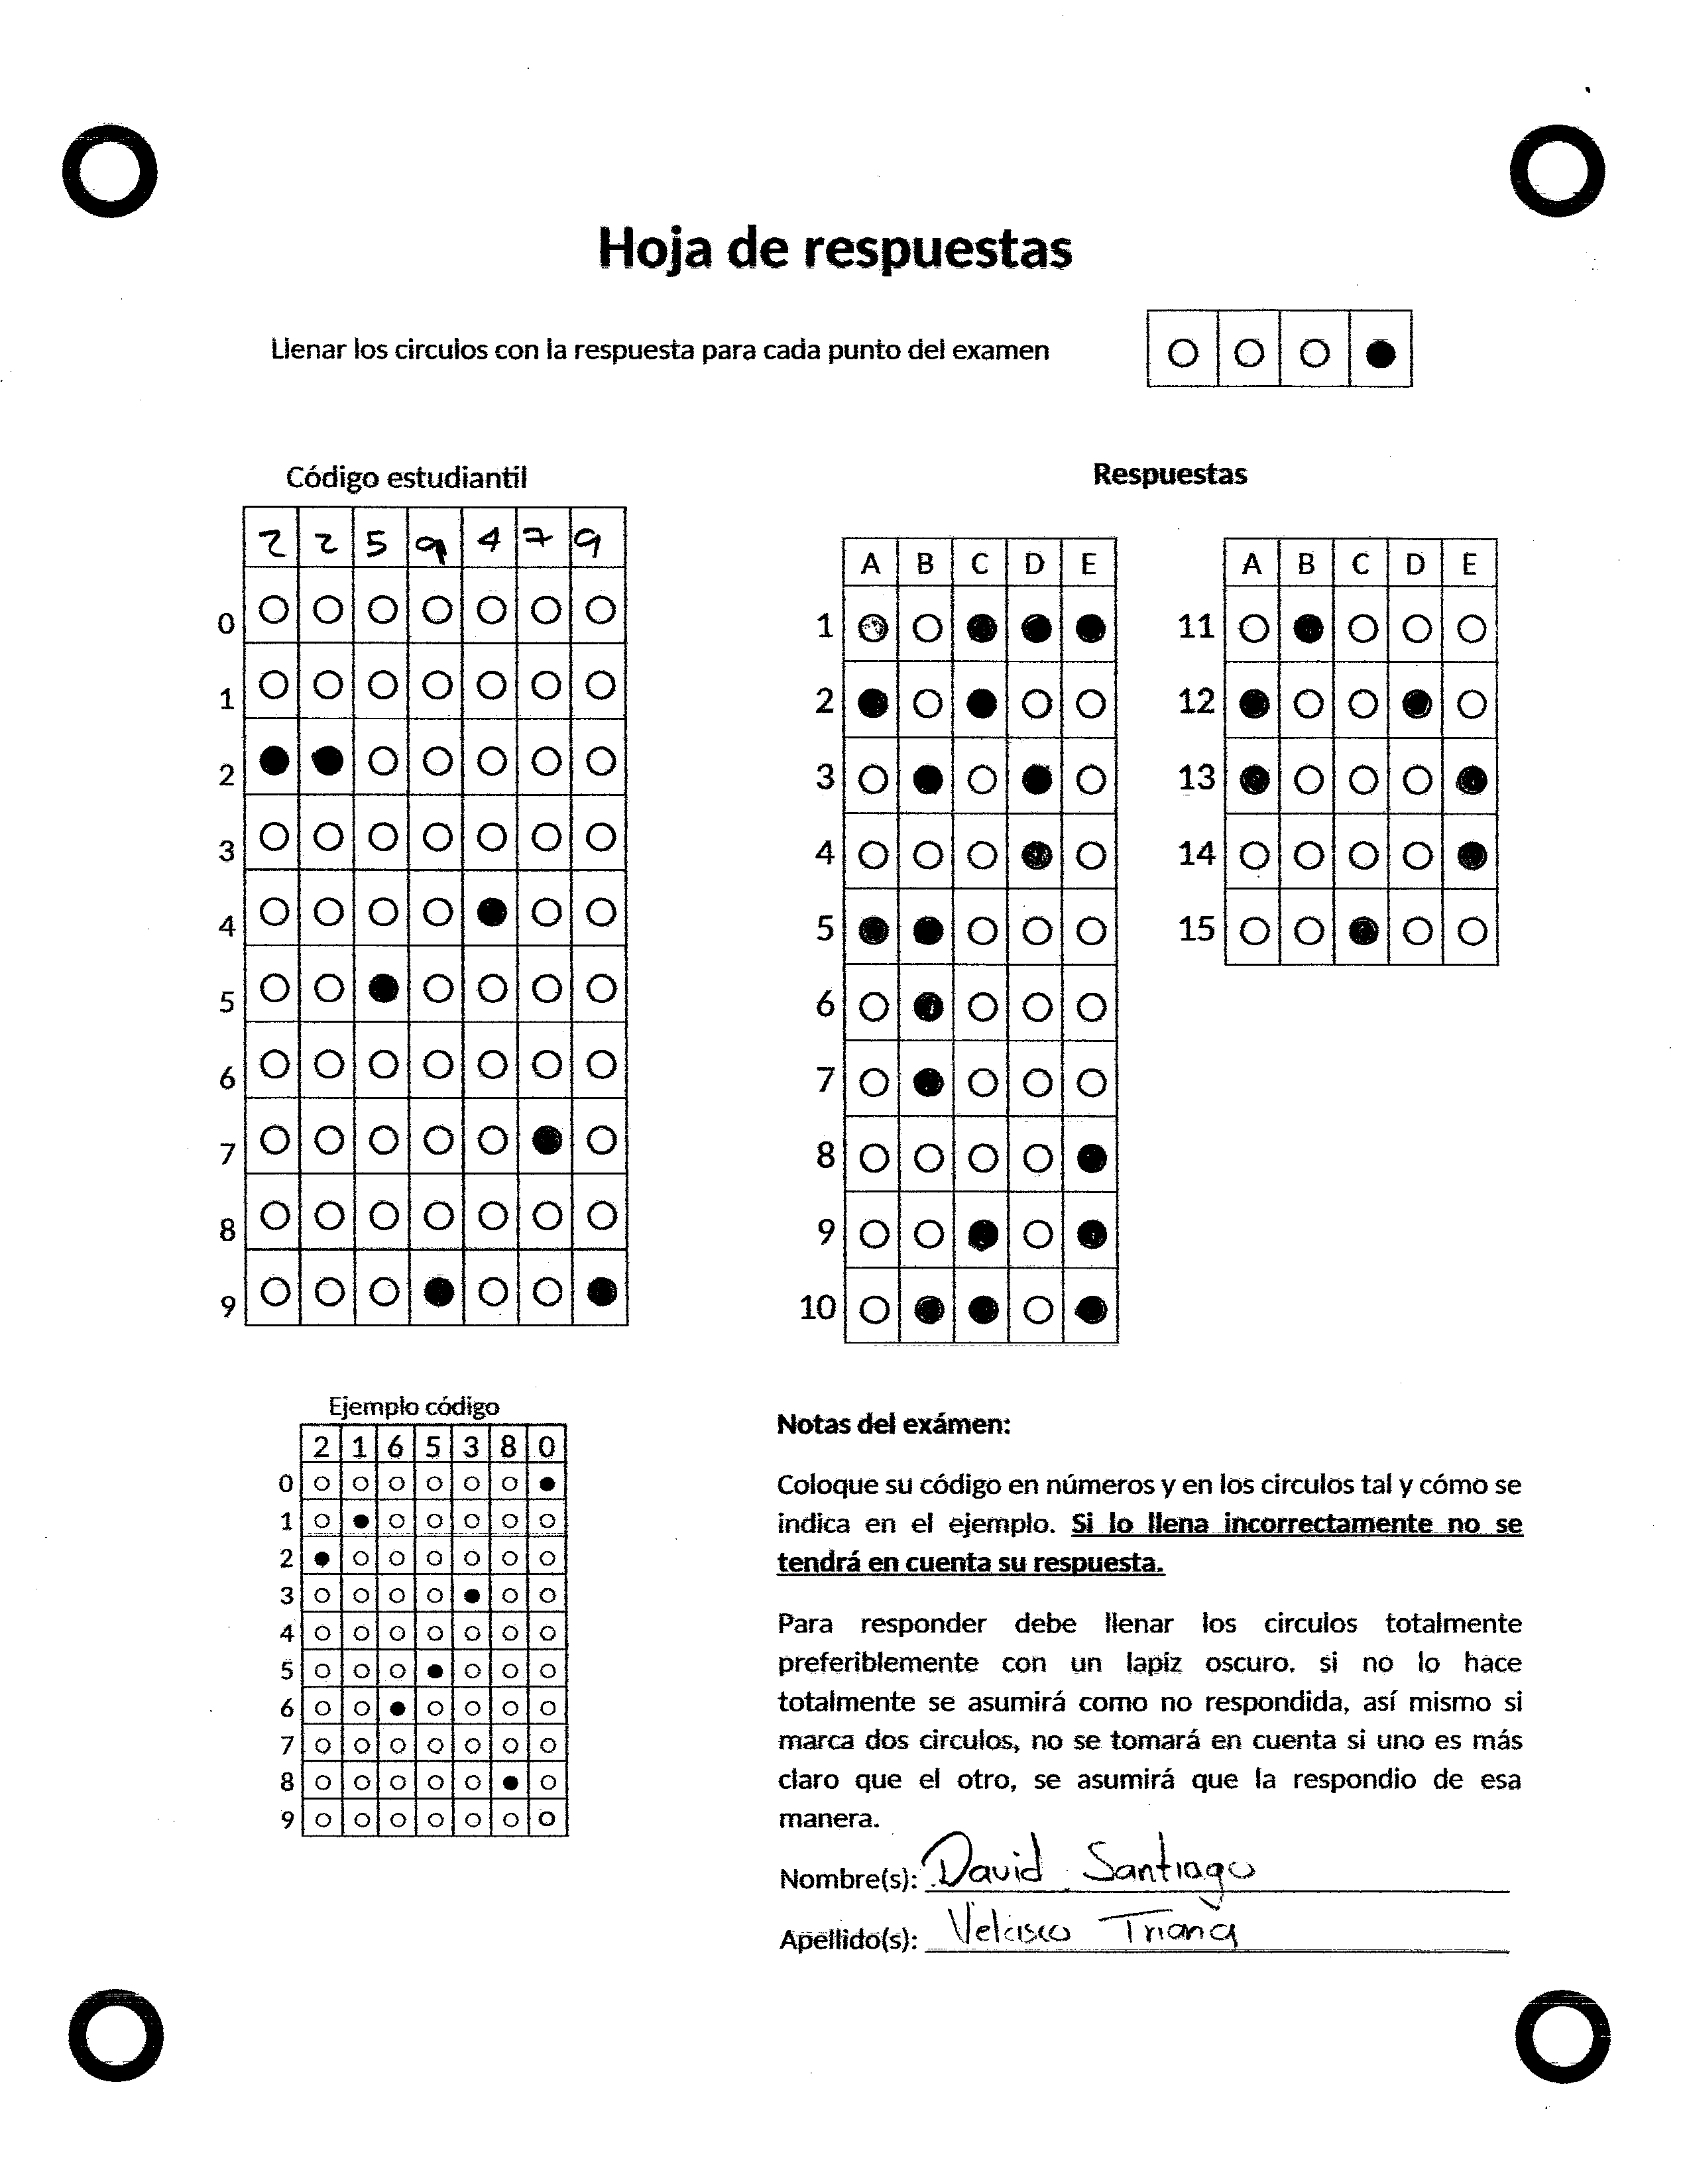 Hoja de respuestas
Llenar los circulos con la respuesta para cada punto del examen
Código estudiantil
2 2 5 9 4 7 9
0
1
2
3
4
5
6
7
8
9
Respuestas
A B C D E
1
2
3
4
5
6
7
8
9
10
A B C D E
11
12
13
14
15
Ejemplo código
2 1 6 5 3 8 0
0
1
2
3
4
5
6
7
8
9
Notas del exámen:
Coloque su código en números y en los circulos tal y cómo se
indica en el ejemplo. Si lo llena incorrectamente no se
tendrá en cuenta su respuesta.
Para responder debe llenar los circulos totalmente
preferiblemente con un lapiz oscuro. si no lo hace
totalmente se asumirá como no respondida, así mismo si
marca dos circulos, no se tomará en cuenta si uno es más
claro que el otro, se asumirá que la respondio de esa
manera.
Nombre(s): David Santiago
Apellido(s): Velasco Triana